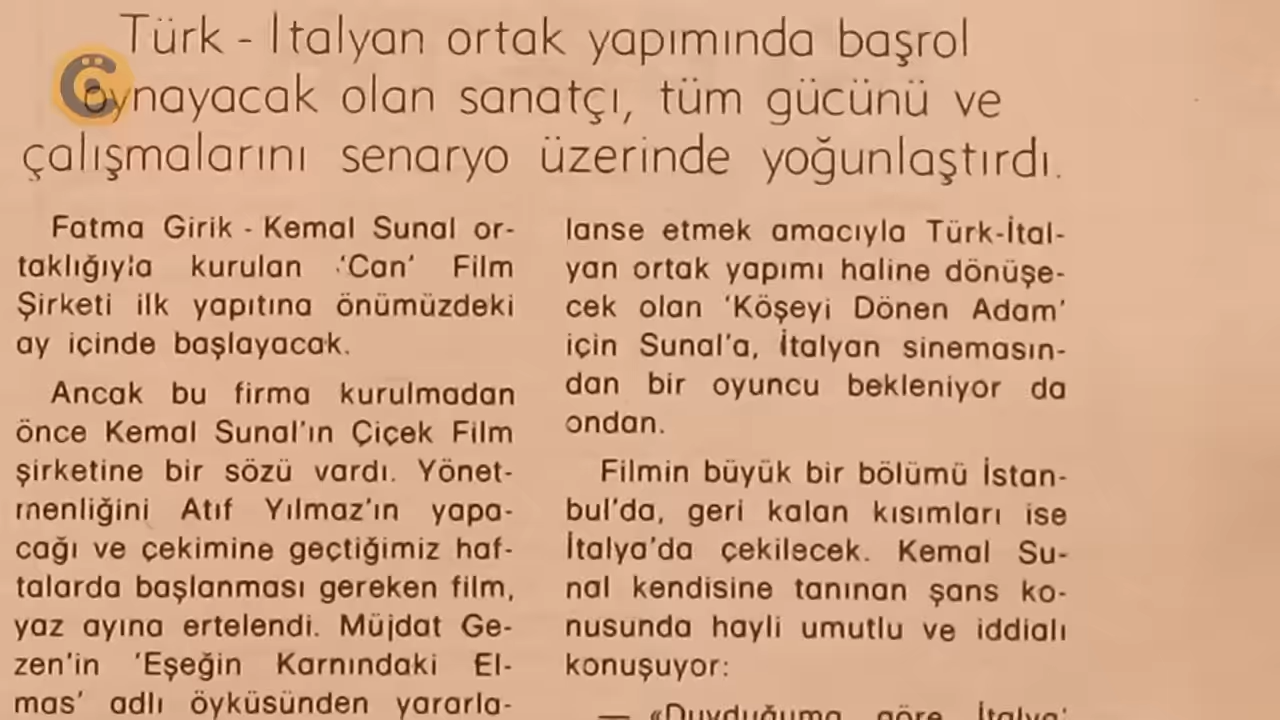 Türk - Italyan ortak yapımında başrol
oynayacak olan sanatçı, tüm gücünü ve
çalışmalarını senaryo üzerinde yoğunlaştırdı.
Fatma Girik - Kemal Sunal or-
taklığıyla kurulan 'Can' Film
Şirketi ilk yapıtına önümüzdeki
ay içinde başlayacak.
Ancak bu firma kurulmadan
önce Kemal Sunal'ın Çiçek Film
şirketine bir sözü vardı. Yönet-
menliğini Atıf Yılmaz'ın yapa-
cağı ve çekimine geçtiğimiz haf-
talarda başlanması gereken film,
yaz ayına ertelendi. Müjdat Ge-
zen'in 'Eşeğin Karnındaki El-
mas' adlı öyküsünden yararla-
lanse etmek amacıyla Türk-İtal-
yan ortak yapımı haline dönüşe-
cek olan 'Köşeyi Dönen Adam'
için Sunal'a, İtalyan sinemasın-
dan bir oyuncu bekleniyor da
ondan.
Filmin büyük bir bölümü İstan-
bul'da, geri kalan kısımları ise
İtalya'da çekilecek. Kemal Su-
nal kendisine tanınan şans ko-
nusunda hayli umutlu ve iddialı
konuşuyor:
— «Duyduğuma göre İtalya'